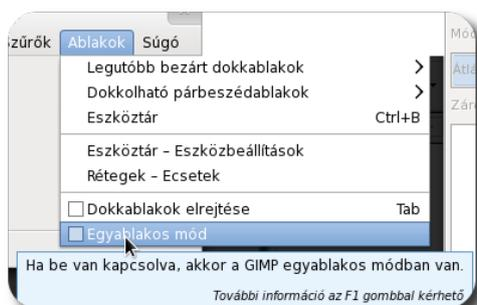 Szűrők Ablakok Súgó
Legutóbb bezárt dokkablakok
Dokkolható párbeszédablakok
Eszköztár Ctrl+B
Eszköztár – Eszközbeállítások
Rétegek – Ecsetek
Dokkablakok elrejtése Tab
Egyablakos mód
Ha be van kapcsolva, akkor a GIMP egyablakos módban van.
További információ az F1 gombbal kérhető